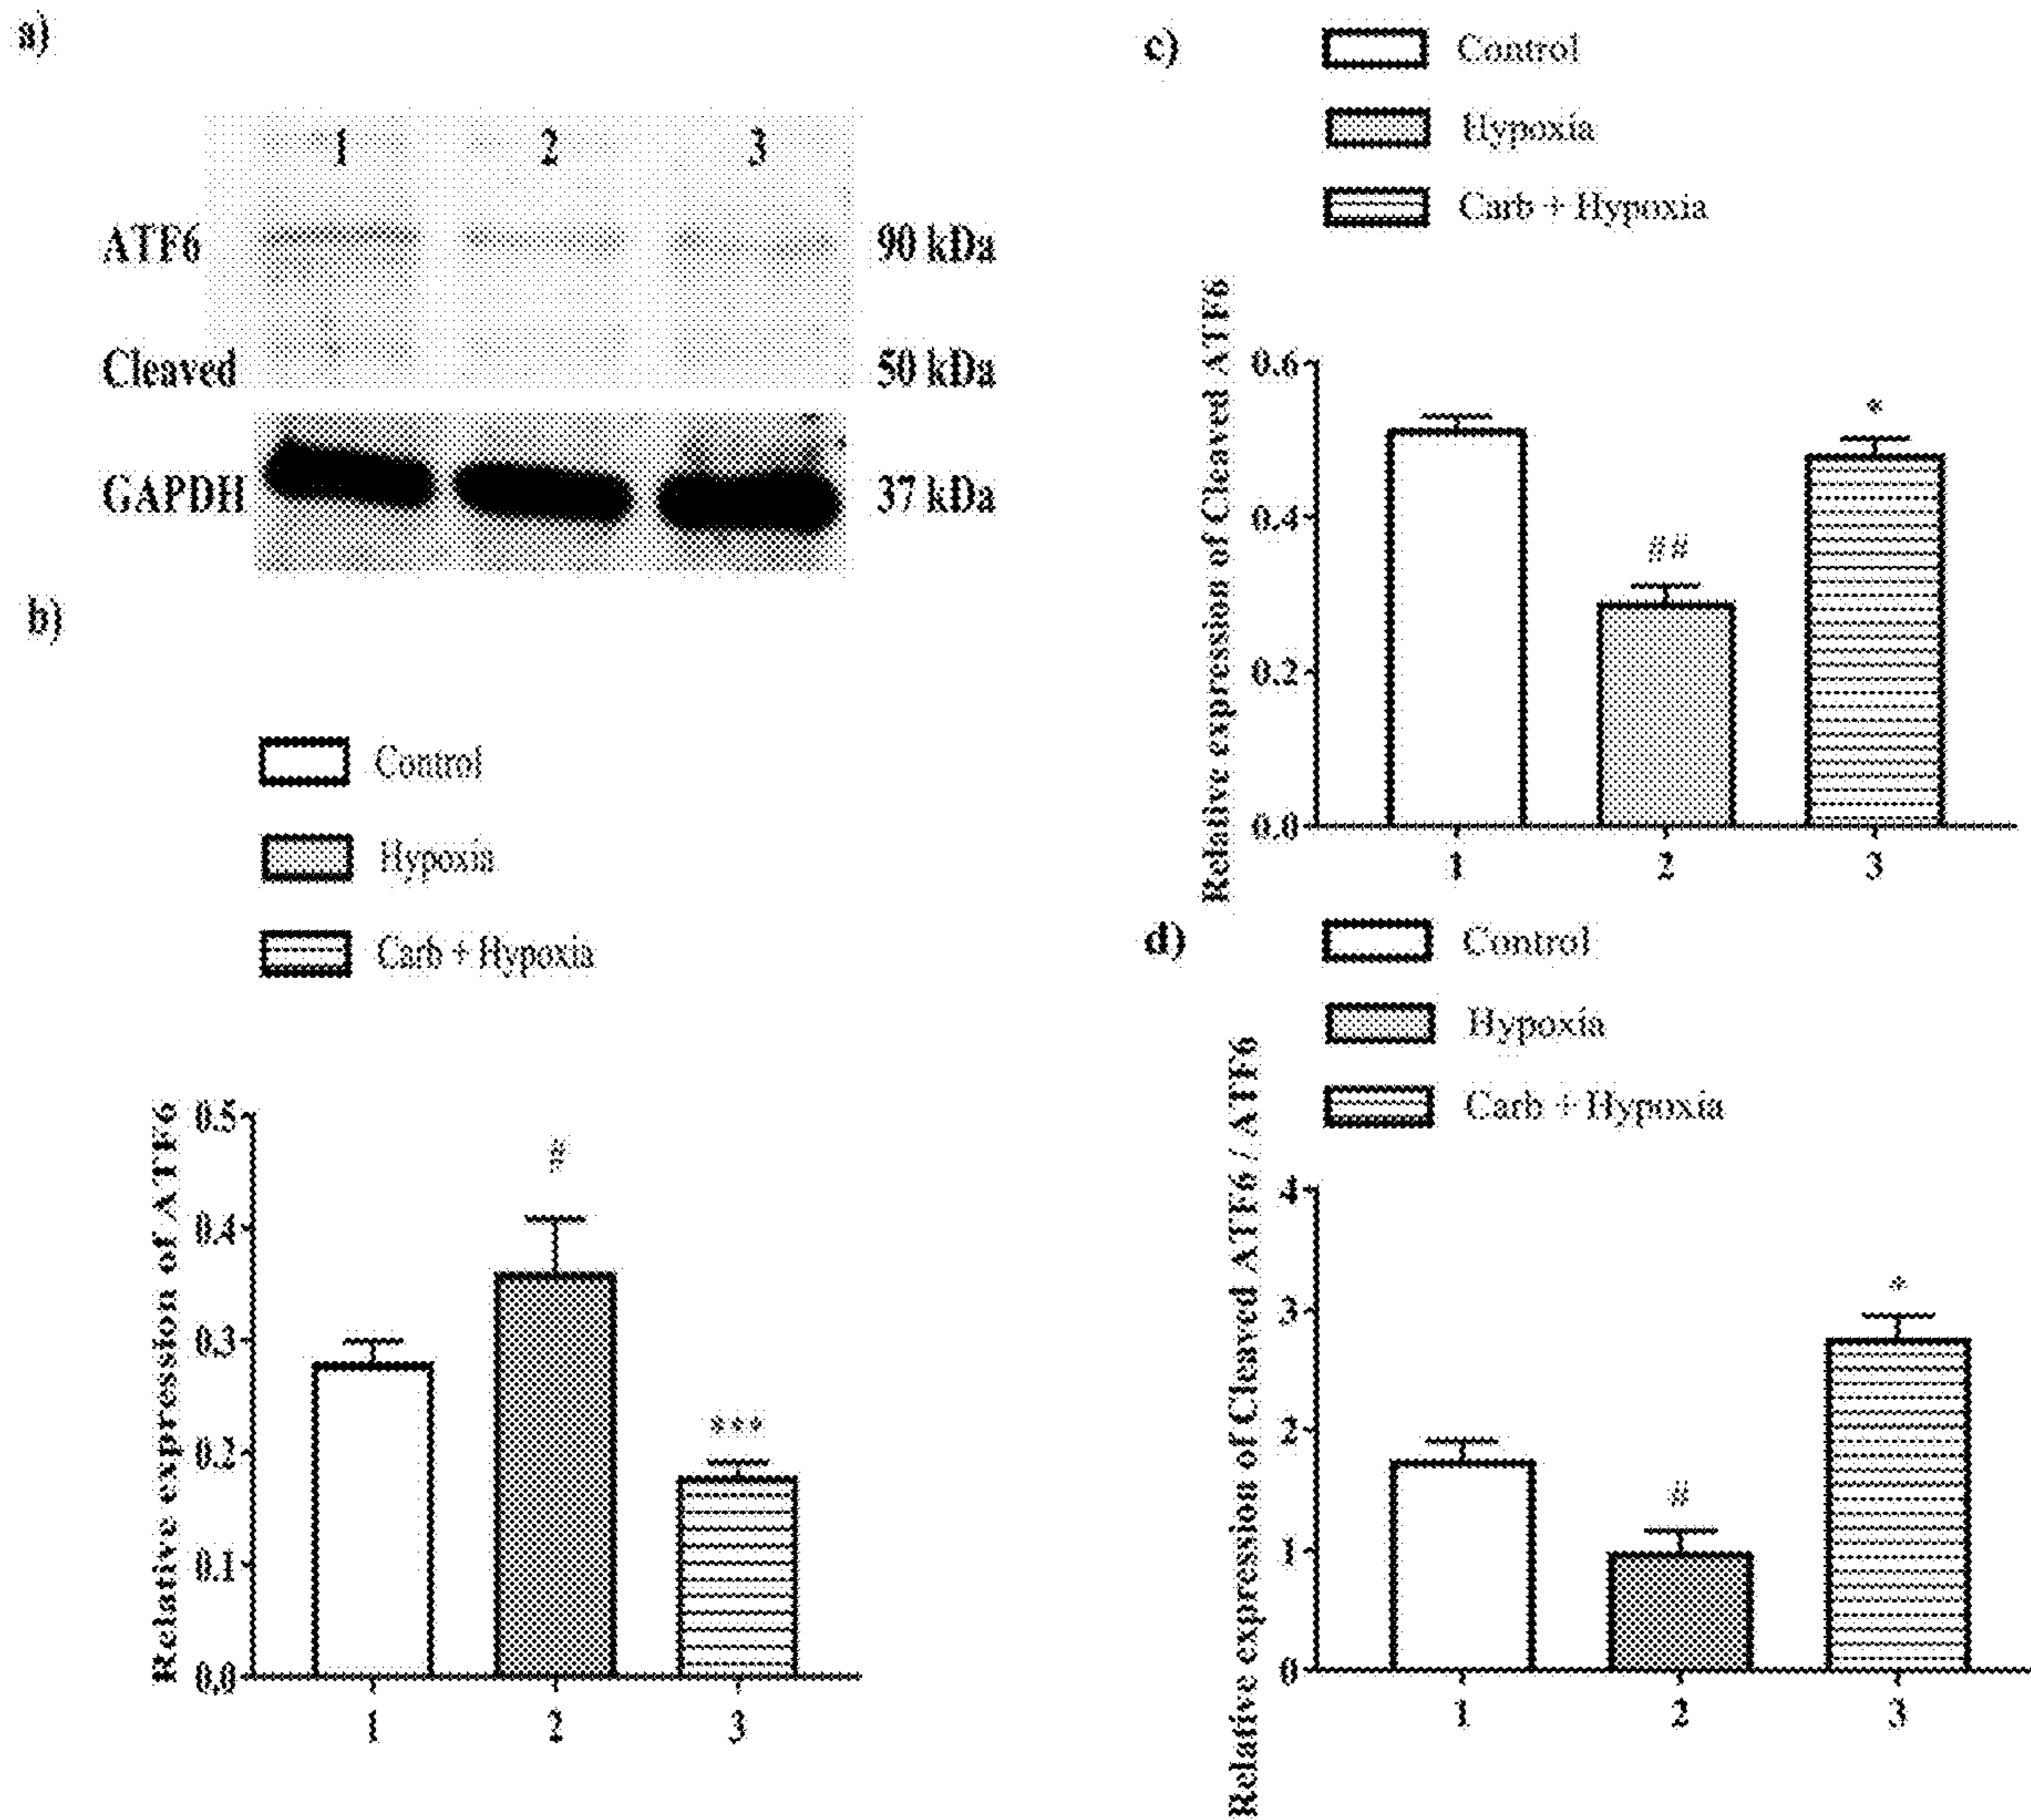 a)
1 2 3
ATF6 90 kDa
Cleaved 50 kDa
GAPDH 37 kDa
b)
Control
Hypoxia
Carb + Hypoxia
Relative expression of ATF6
0.5
0.4
0.3
0.2
0.1
0.0
#
***
1 2 3
c)
Control
Hypoxia
Carb + Hypoxia
Relative expression of Cleaved ATF6
0.6
0.4
0.2
0.0
##
*
1 2 3
d)
Control
Hypoxia
Carb + Hypoxia
Relative expression of Cleaved ATF6 / ATF6
4
3
2
1
0
#
*
1 2 3